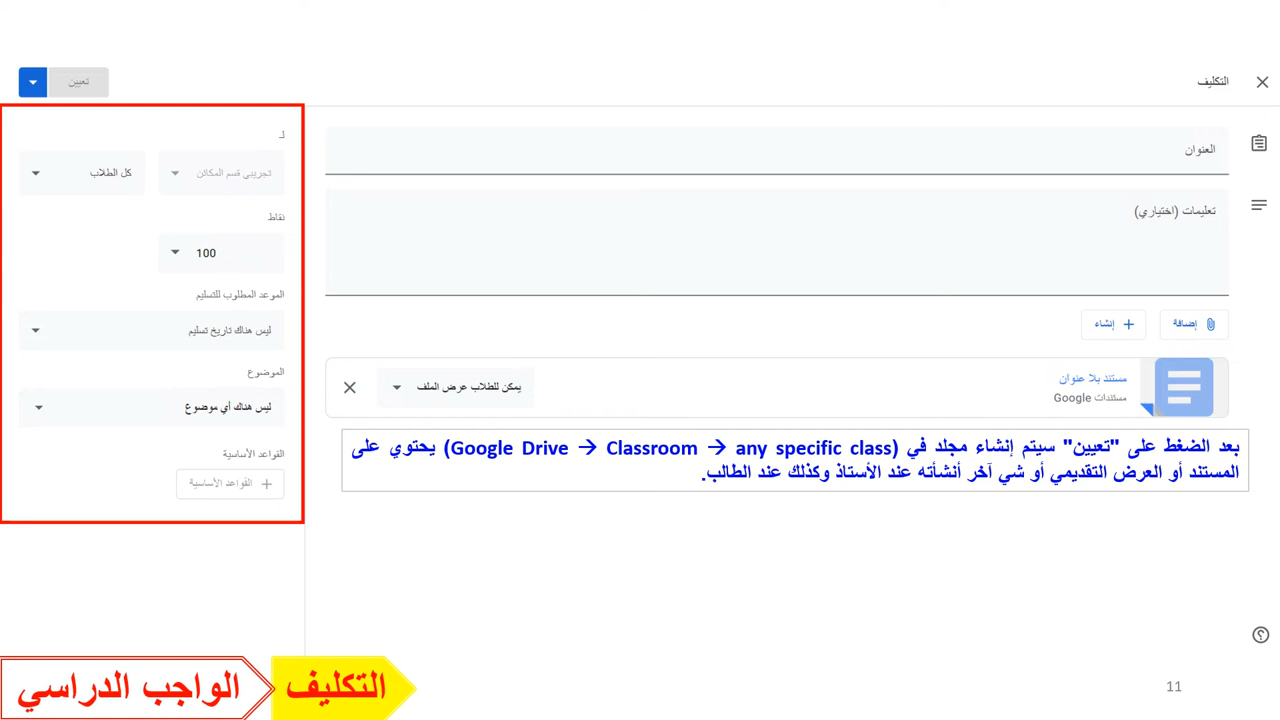 التكليف
تعيين
العنوان
تعليمات (اختياري)
إضافة
إنشاء
مستند بلا عنوان
مستندات Google
يمكن للطلاب عرض الملف
بعد الضغط على "تعيين" سيتم إنشاء مجلد في (Google Drive → Classroom → any specific class) يحتوي على
المستند أو العرض التقديمي أو شي آخر أنشأته عند الأستاذ وكذلك عند الطالب.
لـ
تجريبي قسم المكائن
كل الطلاب
نقاط
100
الموعد المطلوب للتسليم
ليس هناك تاريخ تسليم
الموضوع
ليس هناك أي موضوع
القواعد الأساسية
القواعد الأساسية
التكليف
الواجب الدراسي
11